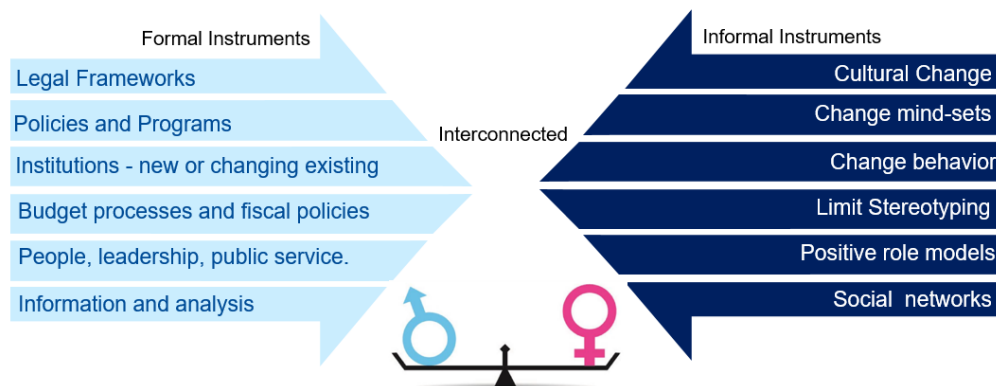 Formal Instruments
Legal Frameworks
Policies and Programs
Institutions - new or changing existing
Budget processes and fiscal policies
People, leadership, public service.
Information and analysis
Interconnected
Informal Instruments
Cultural Change
Change mind-sets
Change behavior
Limit Stereotyping
Positive role models
Social networks